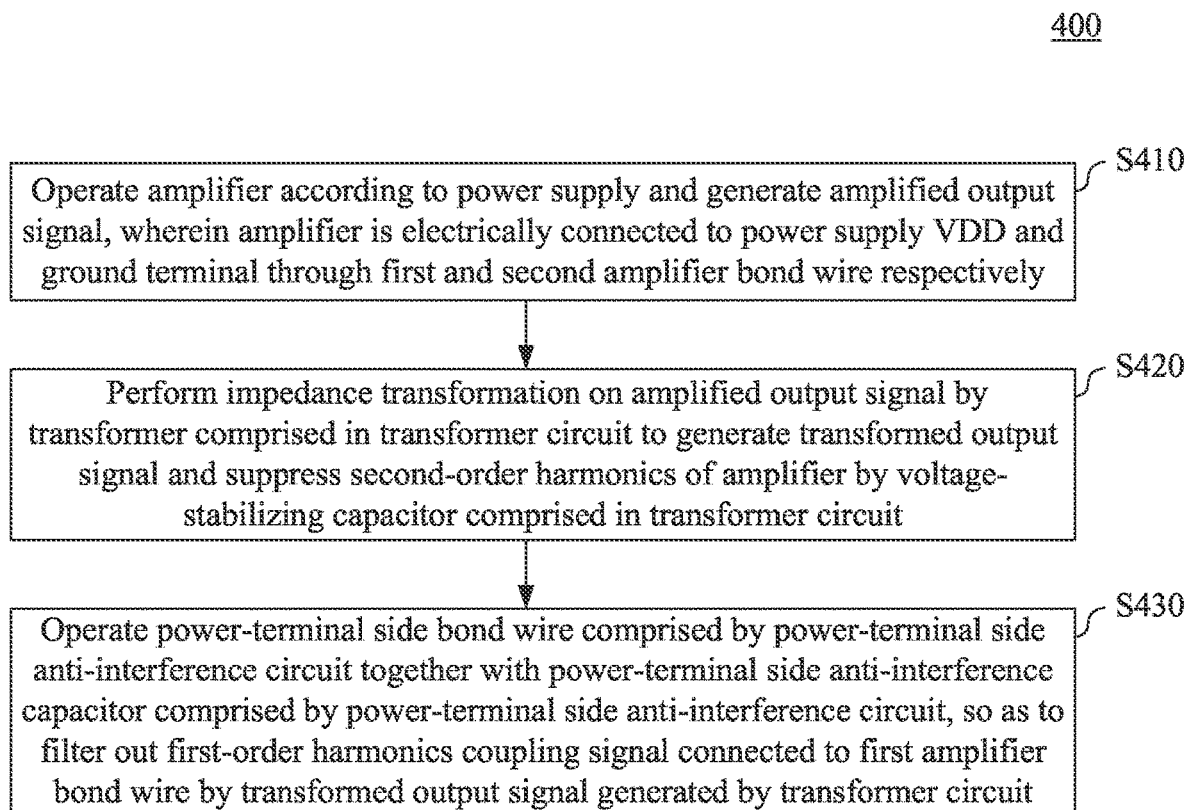 400
S410
Operate amplifier according to power supply and generate amplified output
signal, wherein amplifier is electrically connected to power supply VDD and
ground terminal through first and second amplifier bond wire respectively
S420
Perform impedance transformation on amplified output signal by
transformer comprised in transformer circuit to generate transformed output
signal and suppress second-order harmonics of amplifier by voltage-
stabilizing capacitor comprised in transformer circuit
S430
Operate power-terminal side bond wire comprised by power-terminal side
anti-interference circuit together with power-terminal side anti-interference
capacitor comprised by power-terminal side anti-interference circuit, so as to
filter out first-order harmonics coupling signal connected to first amplifier
bond wire by transformed output signal generated by transformer circuit